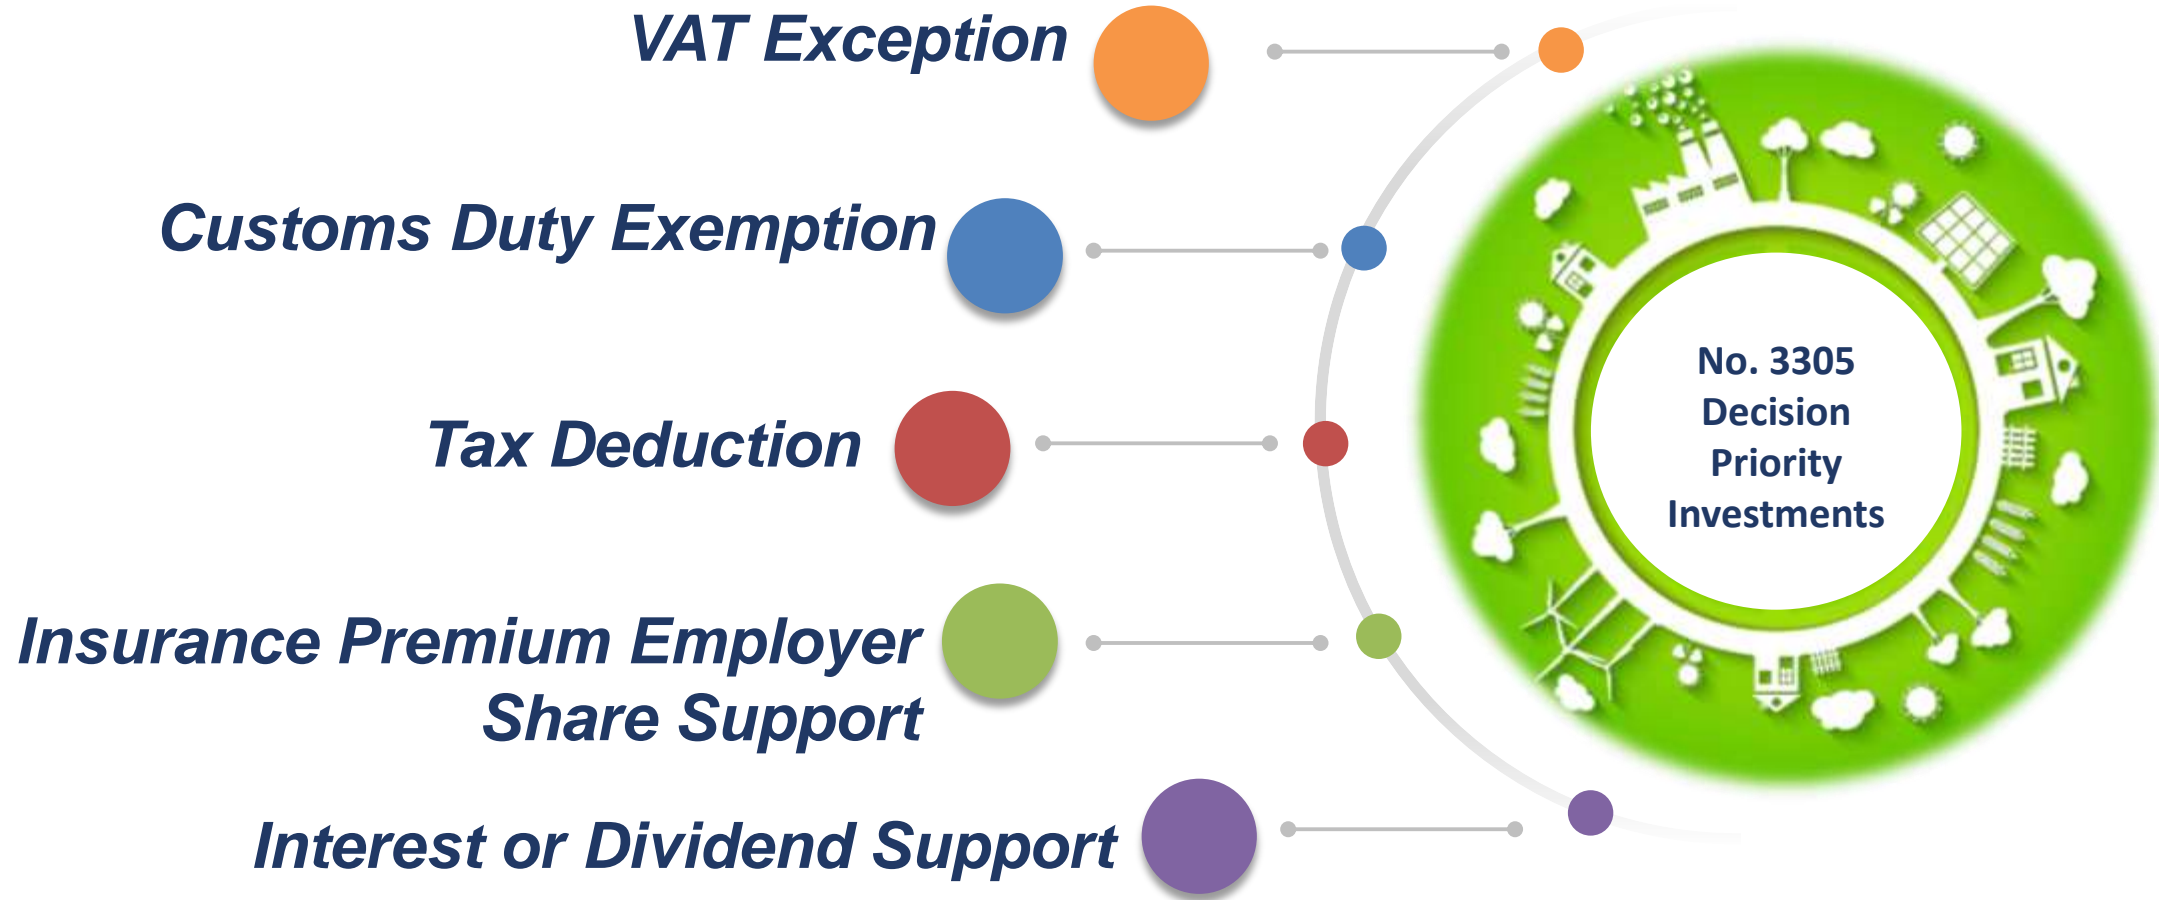 VAT Exception
Customs Duty Exemption
Tax Deduction
Insurance Premium Employer
Share Support
Interest or Dividend Support
No. 3305
Decision
Priority
Investments